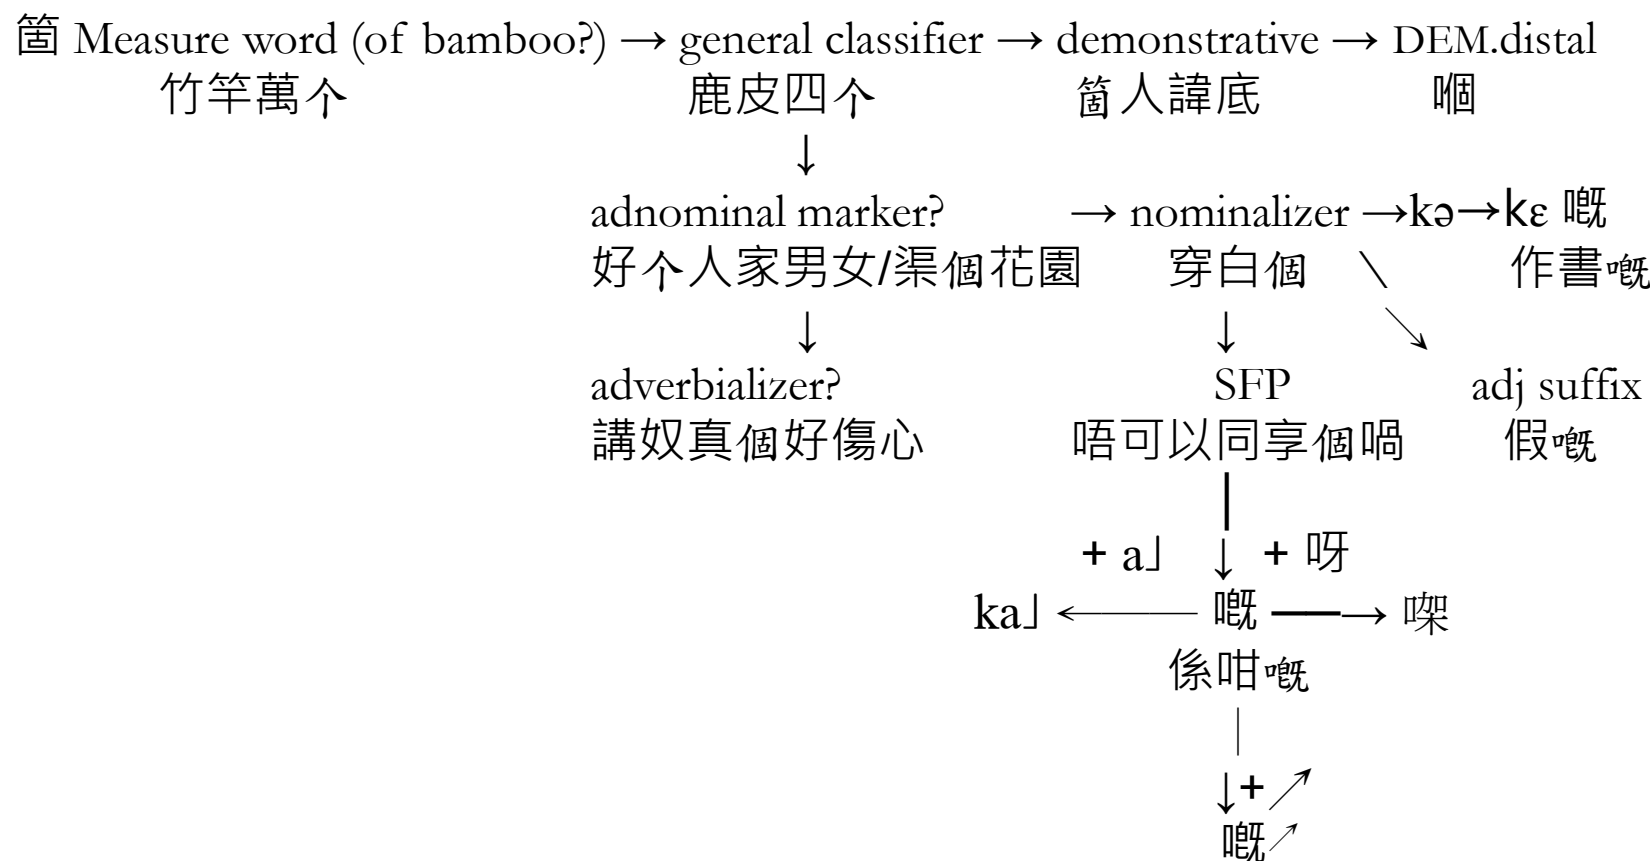 箇 Measure word (of bamboo?) → general classifier → demonstrative → DEM.distal
竹竿萬个 鹿皮四个 箇人諱底 嗰
↓
adnominal marker? → nominalizer →kə→kɛ 嘅
好个人家男女/渠個花園 穿白個 \ 作書嘅
↓ ↓ ↘
adverbializer? SFP adj suffix
講奴真個好傷心 唔可以同享個喎 假嘅
|
+ a˩ ↓ + 呀
ka˩ ← 嘅 → 㗎
係咁嘅
|
↓+↗
嘅↗